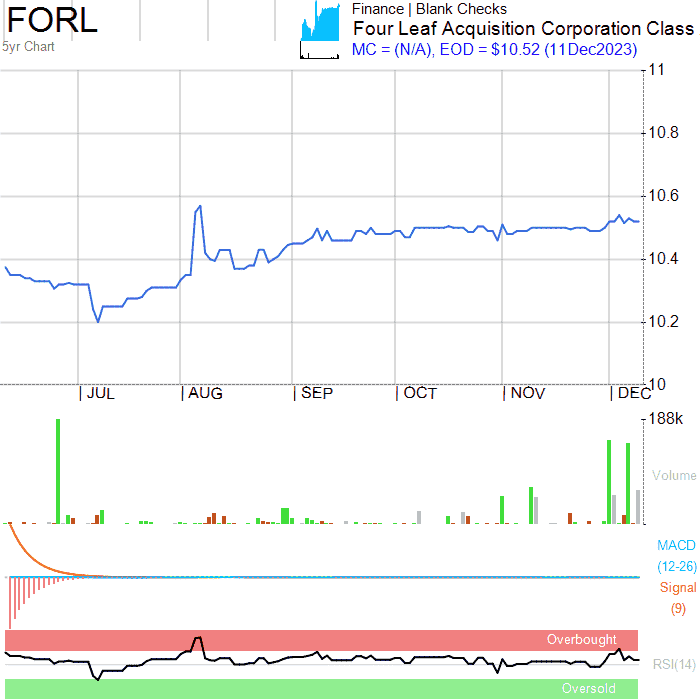 FORL
5yr Chart
Finance | Blank Checks
Four Leaf Acquisition Corporation Class
MC = (N/A), EOD = $10.52 (11Dec2023)
11
10.8
10.6
10.4
10.2
10
| JUL | AUG | SEP | OCT | NOV | DEC
188k
Volume
MACD
(12-26)
Signal
(9)
Overbought
RSI(14)
Oversold